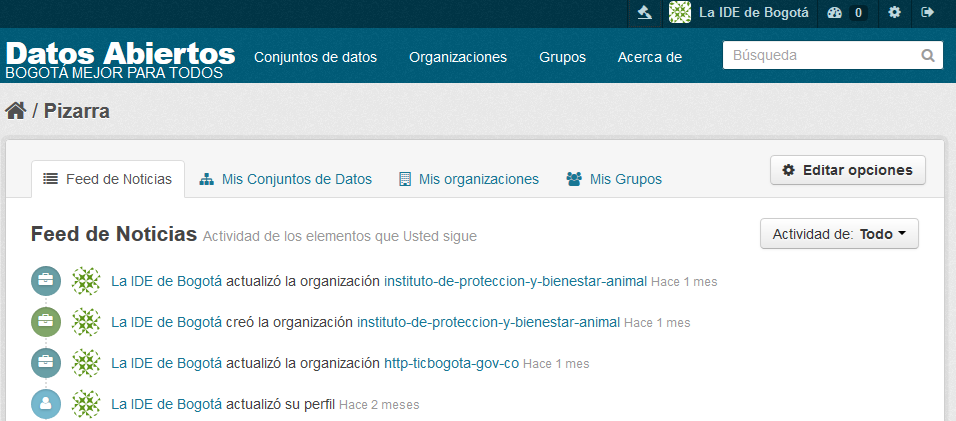 La IDE de Bogotá 0
Datos Abiertos
BOGOTÁ MEJOR PARA TODOS
Conjuntos de datos Organizaciones Grupos Acerca de Búsqueda
/ Pizarra
Feed de Noticias Mis Conjuntos de Datos Mis organizaciones Mis Grupos Editar opciones
Feed de Noticias Actividad de los elementos que Usted sigue Actividad de: Todo
La IDE de Bogotá actualizó la organización instituto-de-proteccion-y-bienestar-animal Hace 1 mes
La IDE de Bogotá creó la organización instituto-de-proteccion-y-bienestar-animal Hace 1 mes
La IDE de Bogotá actualizó la organización http-ticbogota-gov-co Hace 1 mes
La IDE de Bogotá actualizó su perfil Hace 2 meses